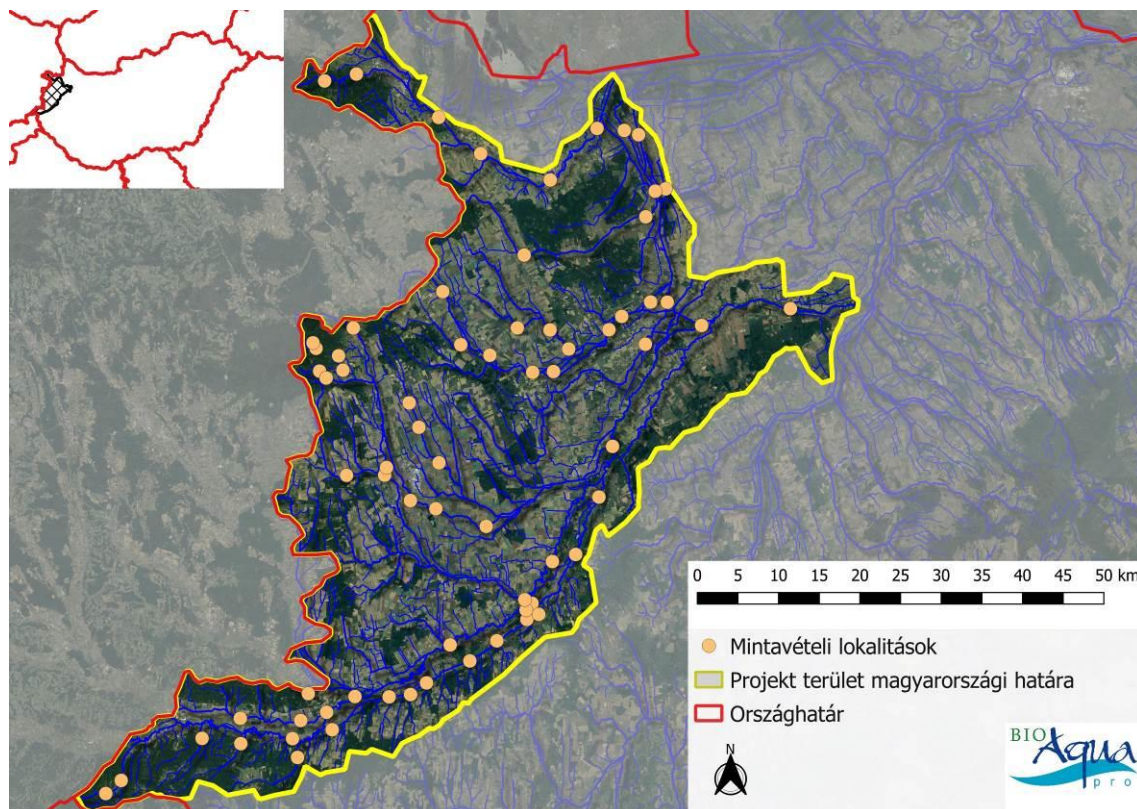 0 5 10 15 20 25 30 35 40 45 50 km
Mintavételi lokalitások
Projekt terület magyarországi határa
Országhatár
N
BIO
Aqua
pro